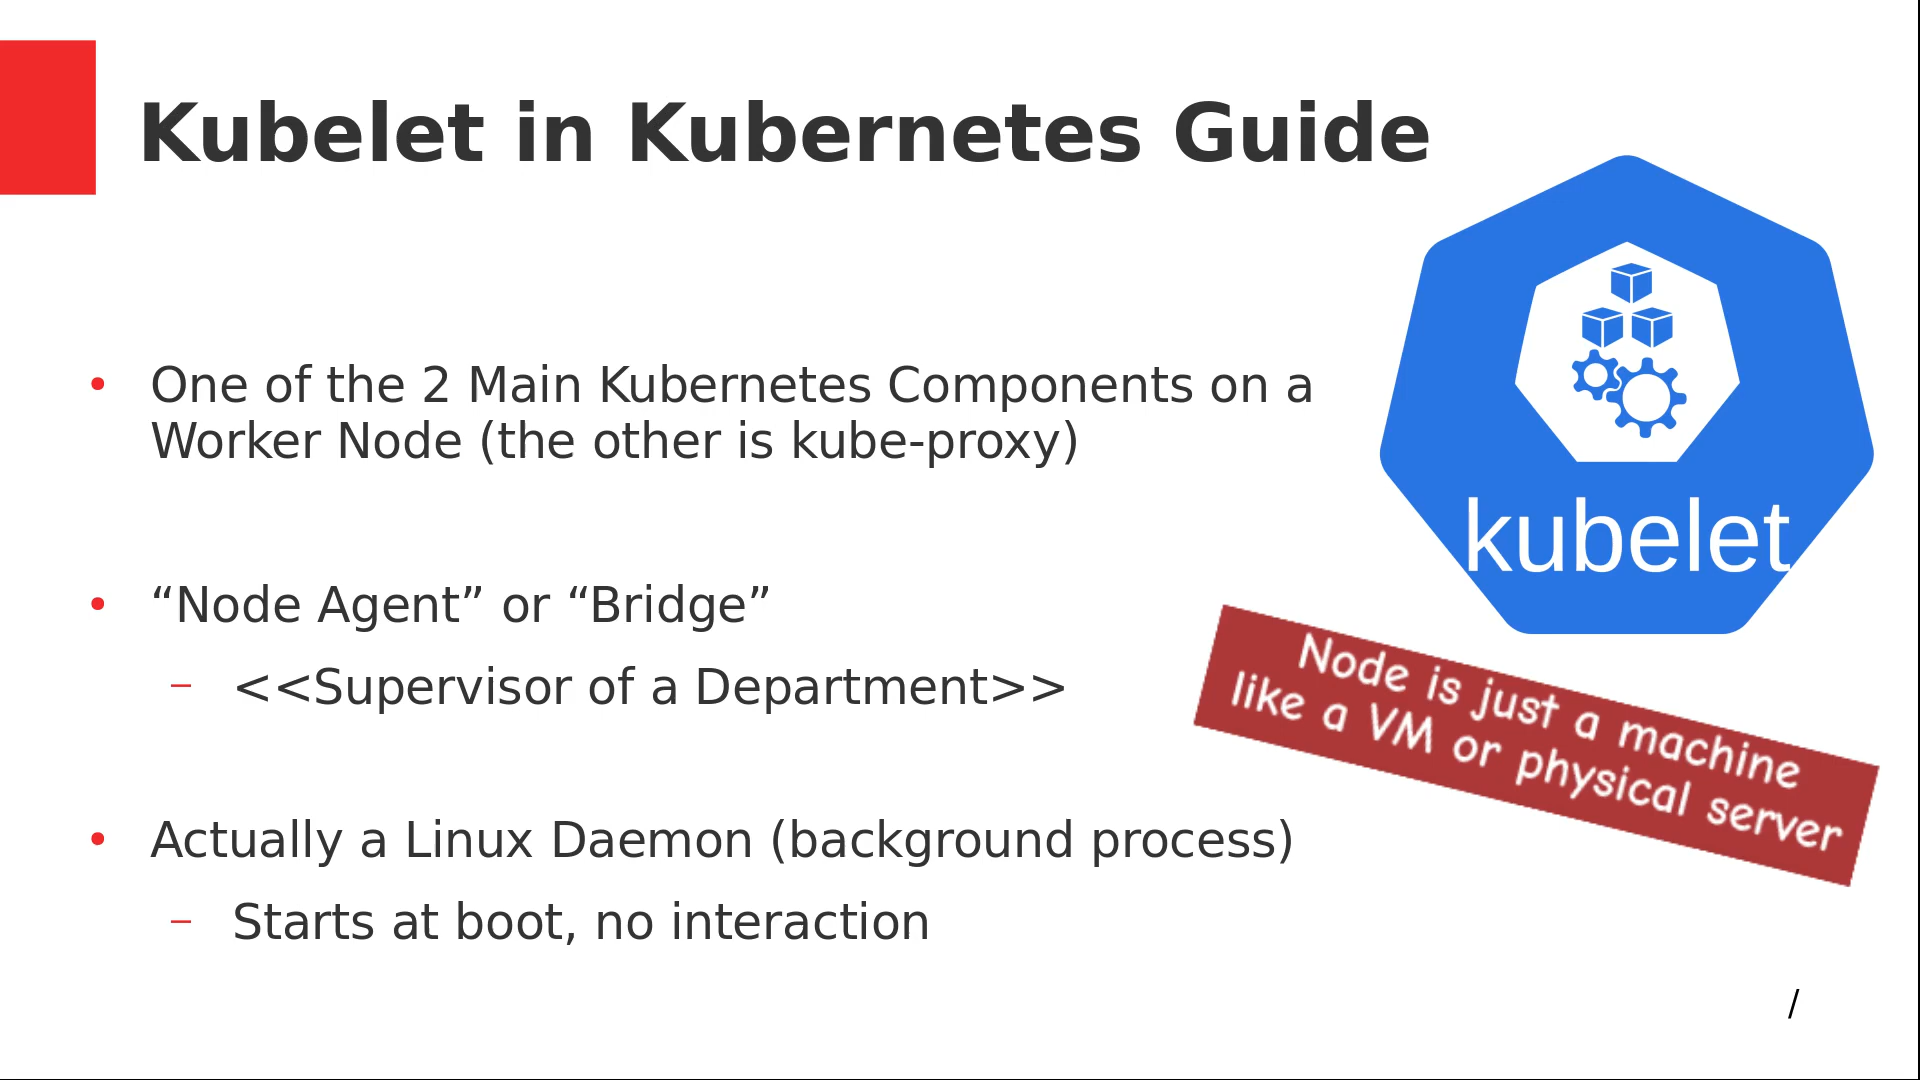 Kubelet in Kubernetes Guide
• One of the 2 Main Kubernetes Components on a
Worker Node (the other is kube-proxy)
• “Node Agent” or “Bridge”
– <<Supervisor of a Department>>
• Actually a Linux Daemon (background process)
– Starts at boot, no interaction
kubelet
Node is just a machine
like a VM or physical server
/